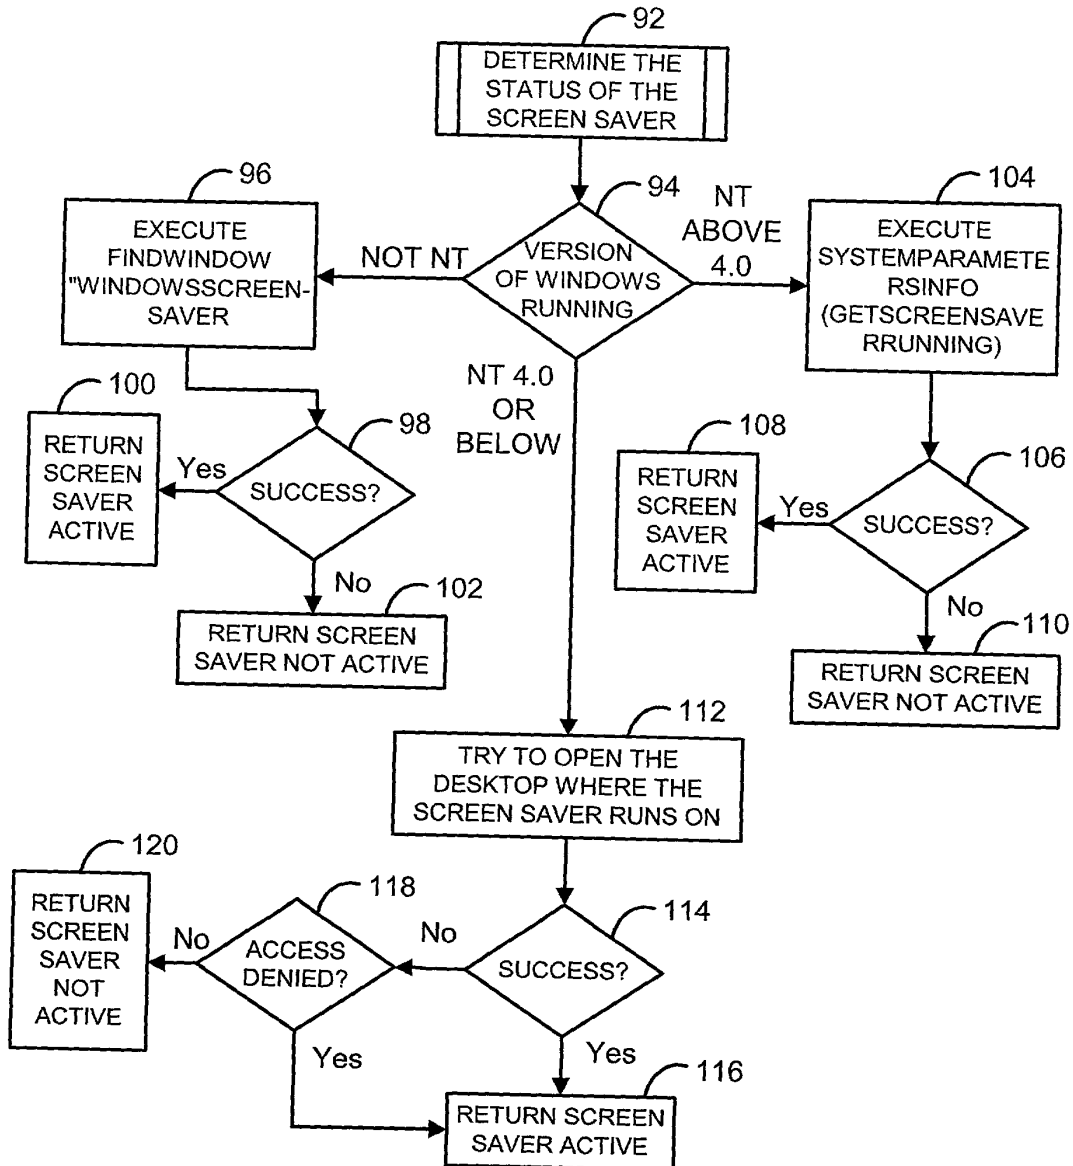 92
DETERMINE THE
STATUS OF THE
SCREEN SAVER
96
EXECUTE
FINDWINDOW
"WINDOWSSCREEN-
SAVER
NOT NT
94
VERSION
OF WINDOWS
RUNNING
NT
ABOVE
4.0
104
EXECUTE
SYSTEMPARAMETE
RSINFO
(GETSCREENSAVE
RRUNNING)
NT 4.0
OR
BELOW
100
RETURN
SCREEN
SAVER
ACTIVE
Yes
98
SUCCESS?
No
102
RETURN SCREEN
SAVER NOT ACTIVE
108
RETURN
SCREEN
SAVER
ACTIVE
Yes
106
SUCCESS?
No
110
RETURN SCREEN
SAVER NOT ACTIVE
112
TRY TO OPEN THE
DESKTOP WHERE THE
SCREEN SAVER RUNS ON
120
RETURN
SCREEN
SAVER
NOT
ACTIVE
No
118
ACCESS
DENIED?
No
114
SUCCESS?
Yes
Yes
116
RETURN SCREEN
SAVER ACTIVE